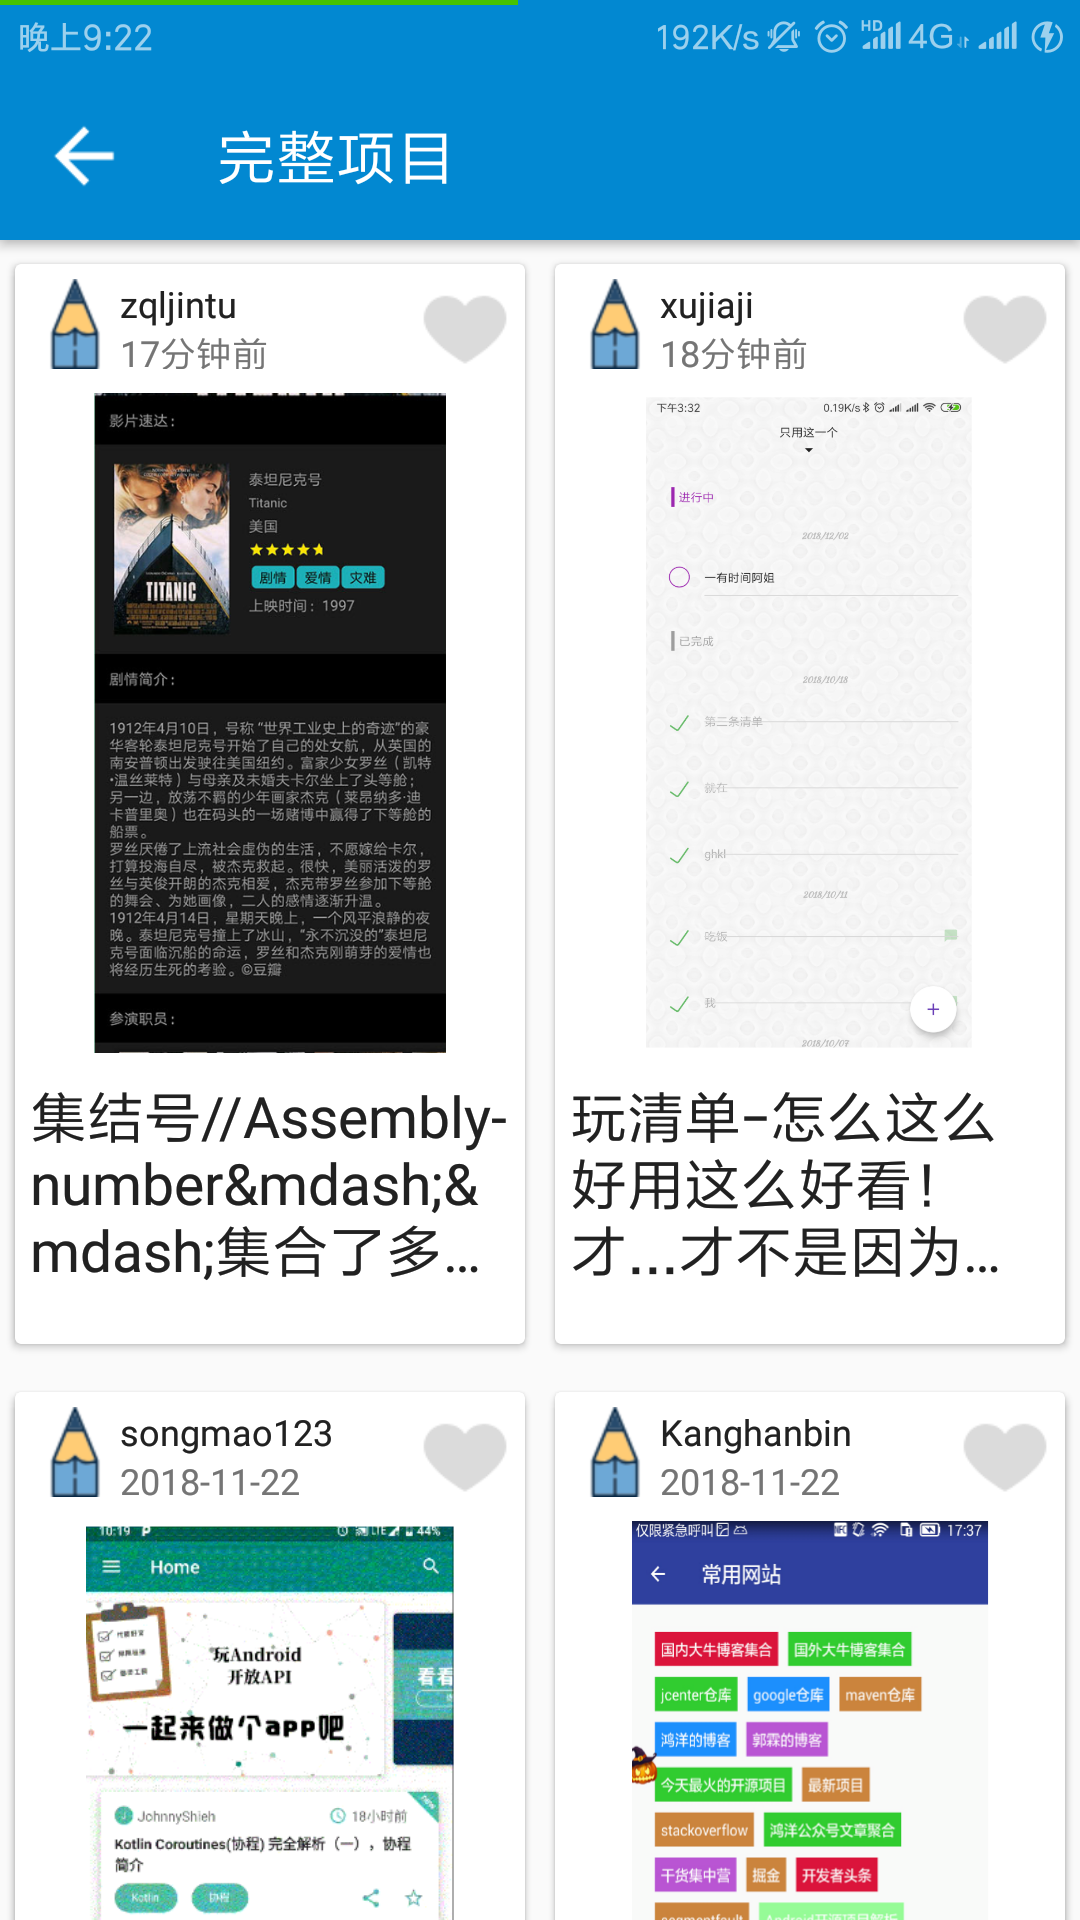 晚上9:22
192K/s HD 4G
完整项目
zqljintu
17分钟前
影片速达：
泰坦尼克号
Titanic
美国
剧情 爱情 灾难
上映时间：1997
TITANIC
剧情简介：
1912年4月10日，号称 “世界工业史上的奇迹”的豪
华客轮泰坦尼克号开始了自己的处女航，从英国的
南安普顿出发驶往美国纽约。富家少女罗丝（凯特
•温丝莱特）与母亲及未婚夫卡尔坐上了头等舱；
另一边，放荡不羁的少年画家杰克（莱昂纳多·迪
卡普里奥）也在码头的一场赌博中赢得了下等舱的
船票。
罗丝厌倦了上流社会虚伪的生活，不愿嫁给卡尔，
打算投海自尽，被杰克救起。很快，美丽活泼的罗
丝与英俊开朗的杰克相爱，杰克带罗丝参加下等舱
的舞会、为她画像，二人的感情逐渐升温。
1912年4月14日，星期天晚上，一个风平浪静的夜
晚。泰坦尼克号撞上了冰山，“永不沉没的”泰坦尼
克号面临沉船的命运，罗丝和杰克刚萌芽的爱情也
将经历生死的考验。©豆瓣
参演职员：
集结号//Assembly-
number&mdash;&
mdash;集合了多...
xujiaji
18分钟前
下午3:32
0.19K/s
只用这一个
进行中
2018/12/02
一有时间阿姐
已完成
2018/10/18
第二条清单
就在
ghkl
2018/10/11
吃饭
我
2018/10/07
玩清单-怎么这么
好用这么好看！
才...才不是因为...
songmao123
2018-11-22
10:19
LTE 44%
Home
玩Android
开放API
一起来做个app吧
看看
JohnnyShieh
18小时前
Kotlin Coroutines(协程) 完全解析（一），协程
简介
Kotlin 协程
Kanghanbin
2018-11-22
仅限紧急呼叫
17:37
常用网站
国内大牛博客集合 国外大牛博客集合
jcenter仓库 google仓库 maven仓库
鸿洋的博客 郭霖的博客
今天最火的开源项目 最新项目
stackoverflow 鸿洋公众号文章聚合
干货集中营 掘金 开发者头条
segmentfault Android开源项目解析